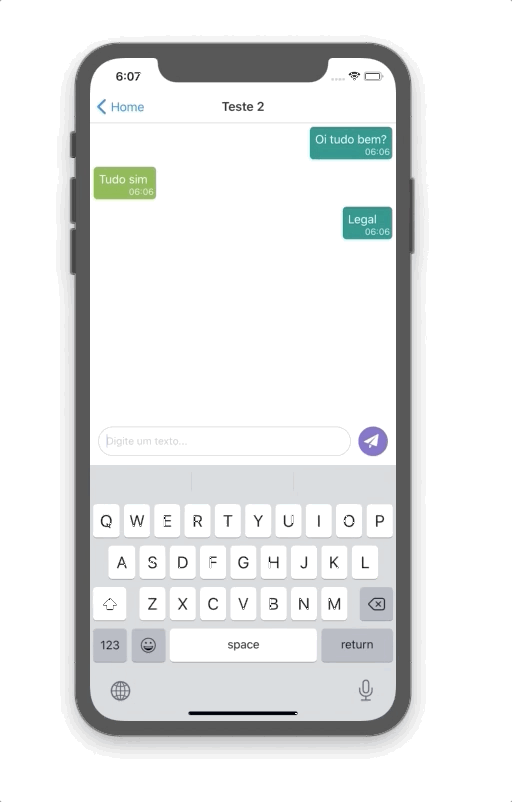 6:07
Home
Teste 2
Oi tudo bem?
06:06
Tudo sim
06:06
Legal
06:06
Digite um texto...
Q W E R T Y U I O P
A S D F G H J K L
Z X C V B N M
123 space return